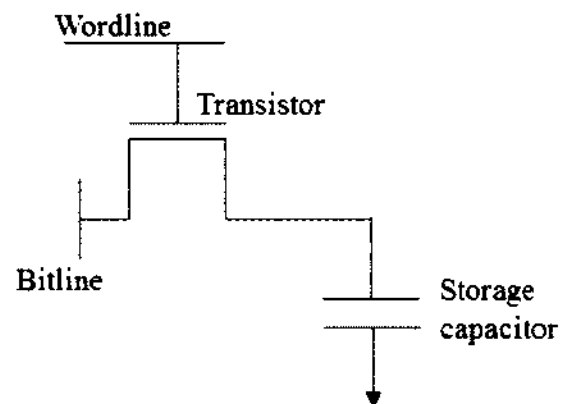 Wordline
Transistor
Bitline
Storage
capacitor